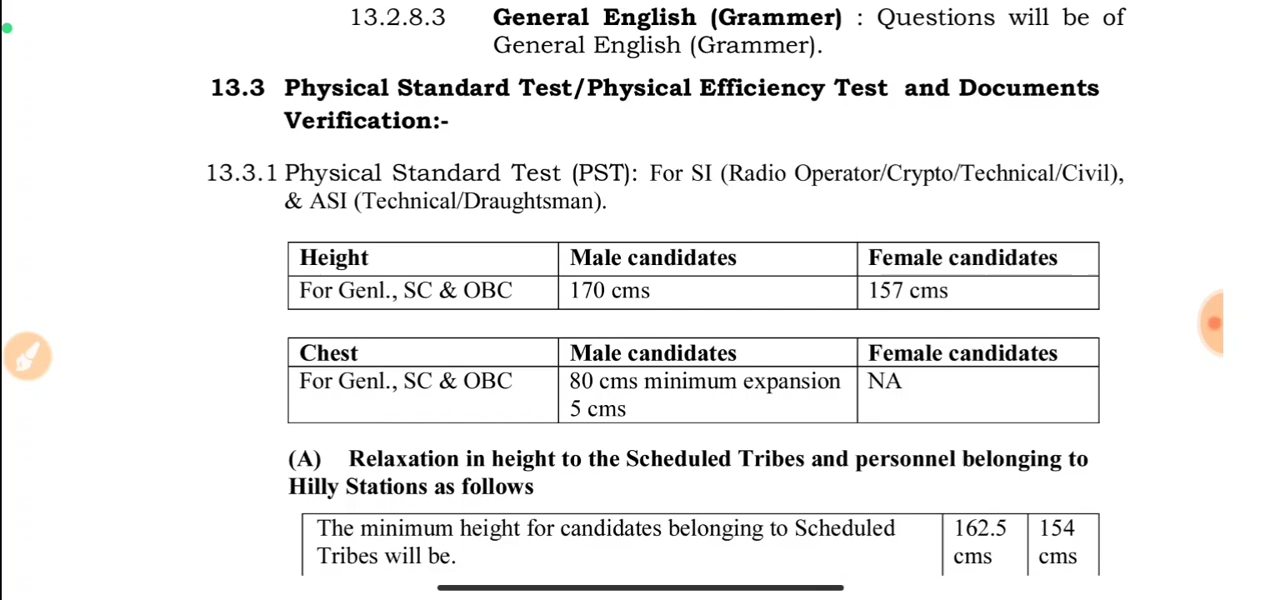 13.2.8.3 General English (Grammer) : Questions will be of
General English (Grammer).
13.3 Physical Standard Test/Physical Efficiency Test and Documents
Verification:-
13.3.1 Physical Standard Test (PST): For SI (Radio Operator/Crypto/Technical/Civil),
& ASI (Technical/Draughtsman).
Height Male candidates Female candidates
For Genl., SC & OBC 170 cms 157 cms
Chest Male candidates Female candidates
For Genl., SC & OBC 80 cms minimum expansion NA
5 cms
(A) Relaxation in height to the Scheduled Tribes and personnel belonging to
Hilly Stations as follows
The minimum height for candidates belonging to Scheduled 162.5 154
Tribes will be. cms cms